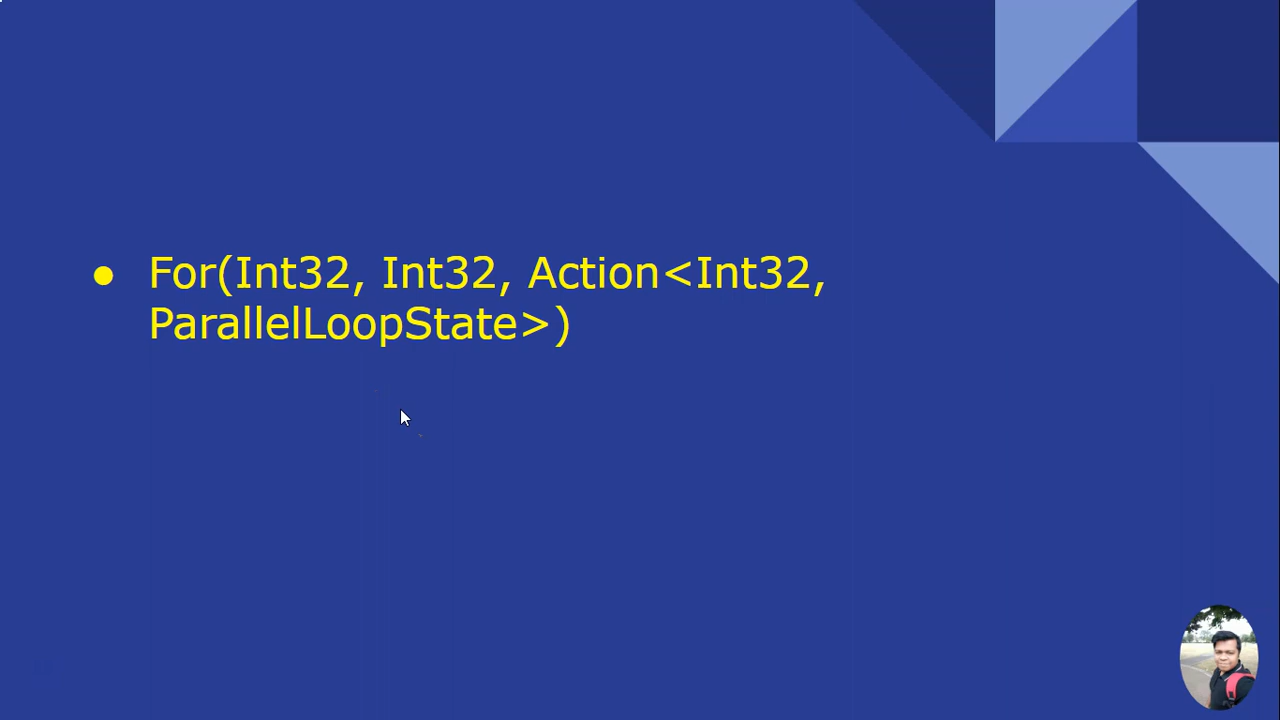 ● For(Int32, Int32, Action<Int32,
ParallelLoopState>)